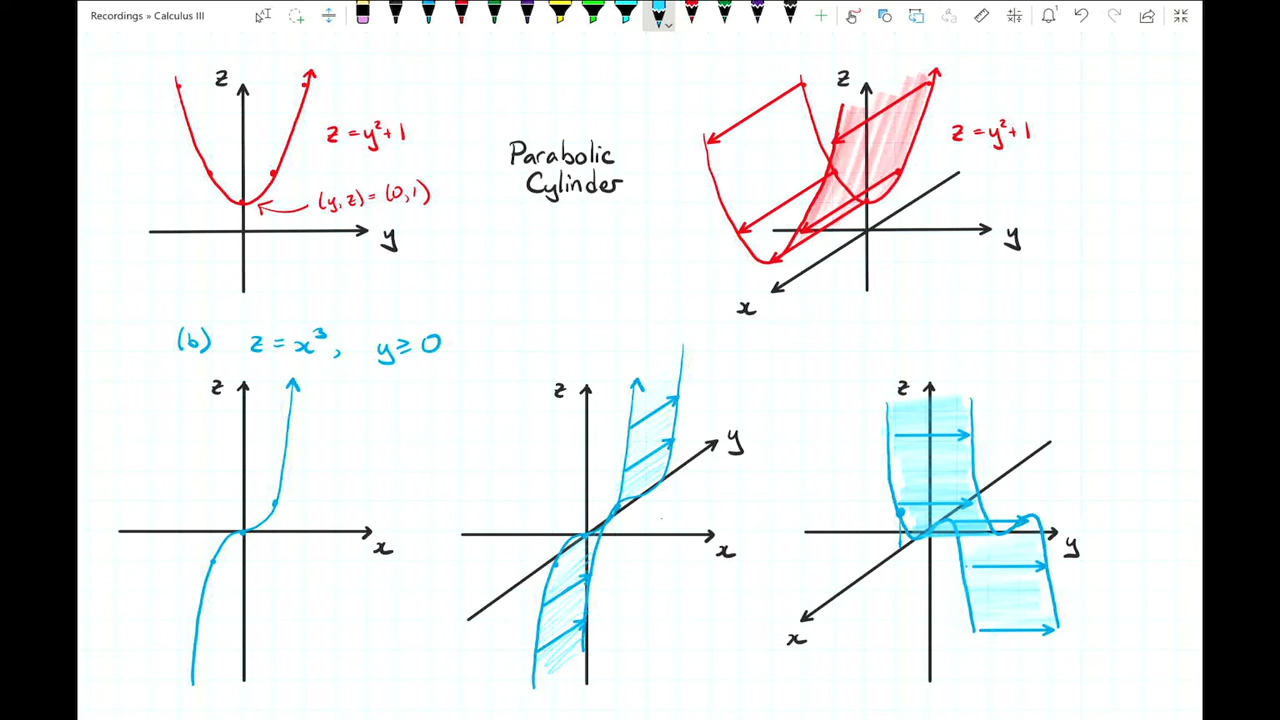 Recordings » Calculus III
z
z = y² + 1
(y, z) = (0, 1)
y
Parabolic
Cylinder
z
z = y² + 1
y
x
(b) z = x³, y ≥ 0
z
x
z
y
x
z
y
x